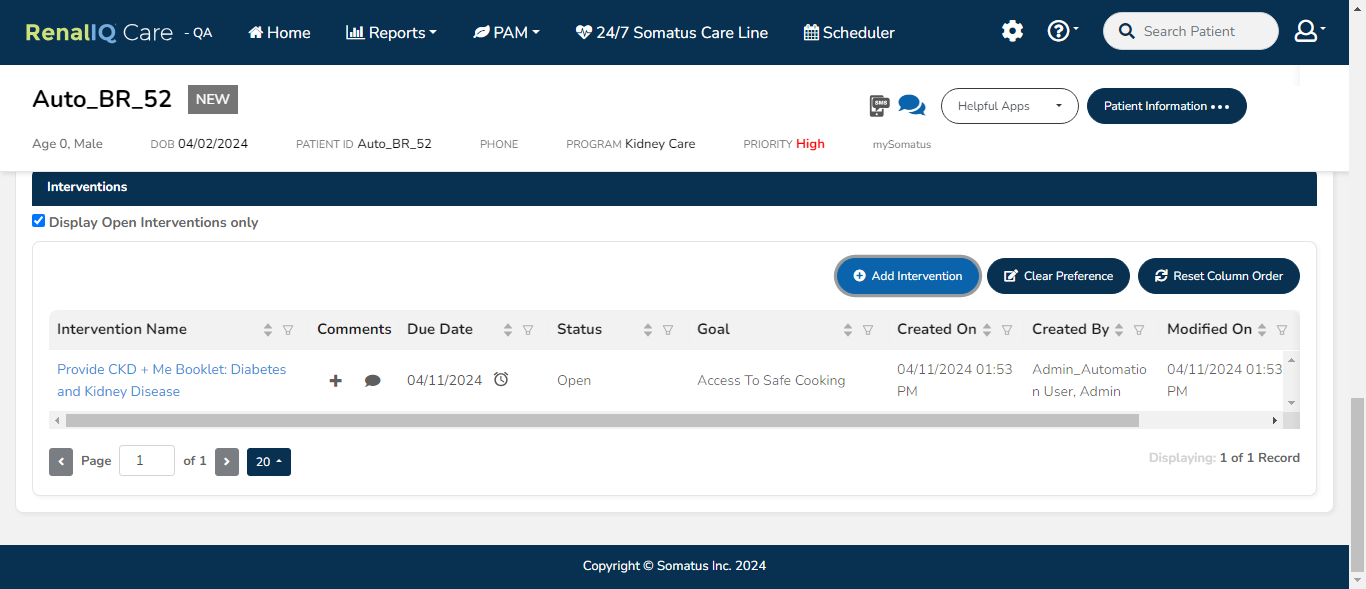 RenalIQ Care - QA Home Reports PAM 24/7 Somatus Care Line Scheduler Search Patient
Auto_BR_52 NEW SMS Helpful Apps Patient Information
Age 0, Male DOB 04/02/2024 PATIENT ID Auto_BR_52 PHONE PROGRAM Kidney Care PRIORITY High mySomatus
Interventions
Display Open Interventions only
Add Intervention Clear Preference Reset Column Order
Intervention Name Comments Due Date Status Goal Created On Created By Modified On
Provide CKD + Me Booklet: Diabetes 04/11/2024 01:53 Admin_Automatio 04/11/2024 01:53
04/11/2024 Open Access To Safe Cooking
and Kidney Disease PM n User, Admin PM
Page 1 of 1 20 Displaying: 1 of 1 Record
Copyright © Somatus Inc. 2024